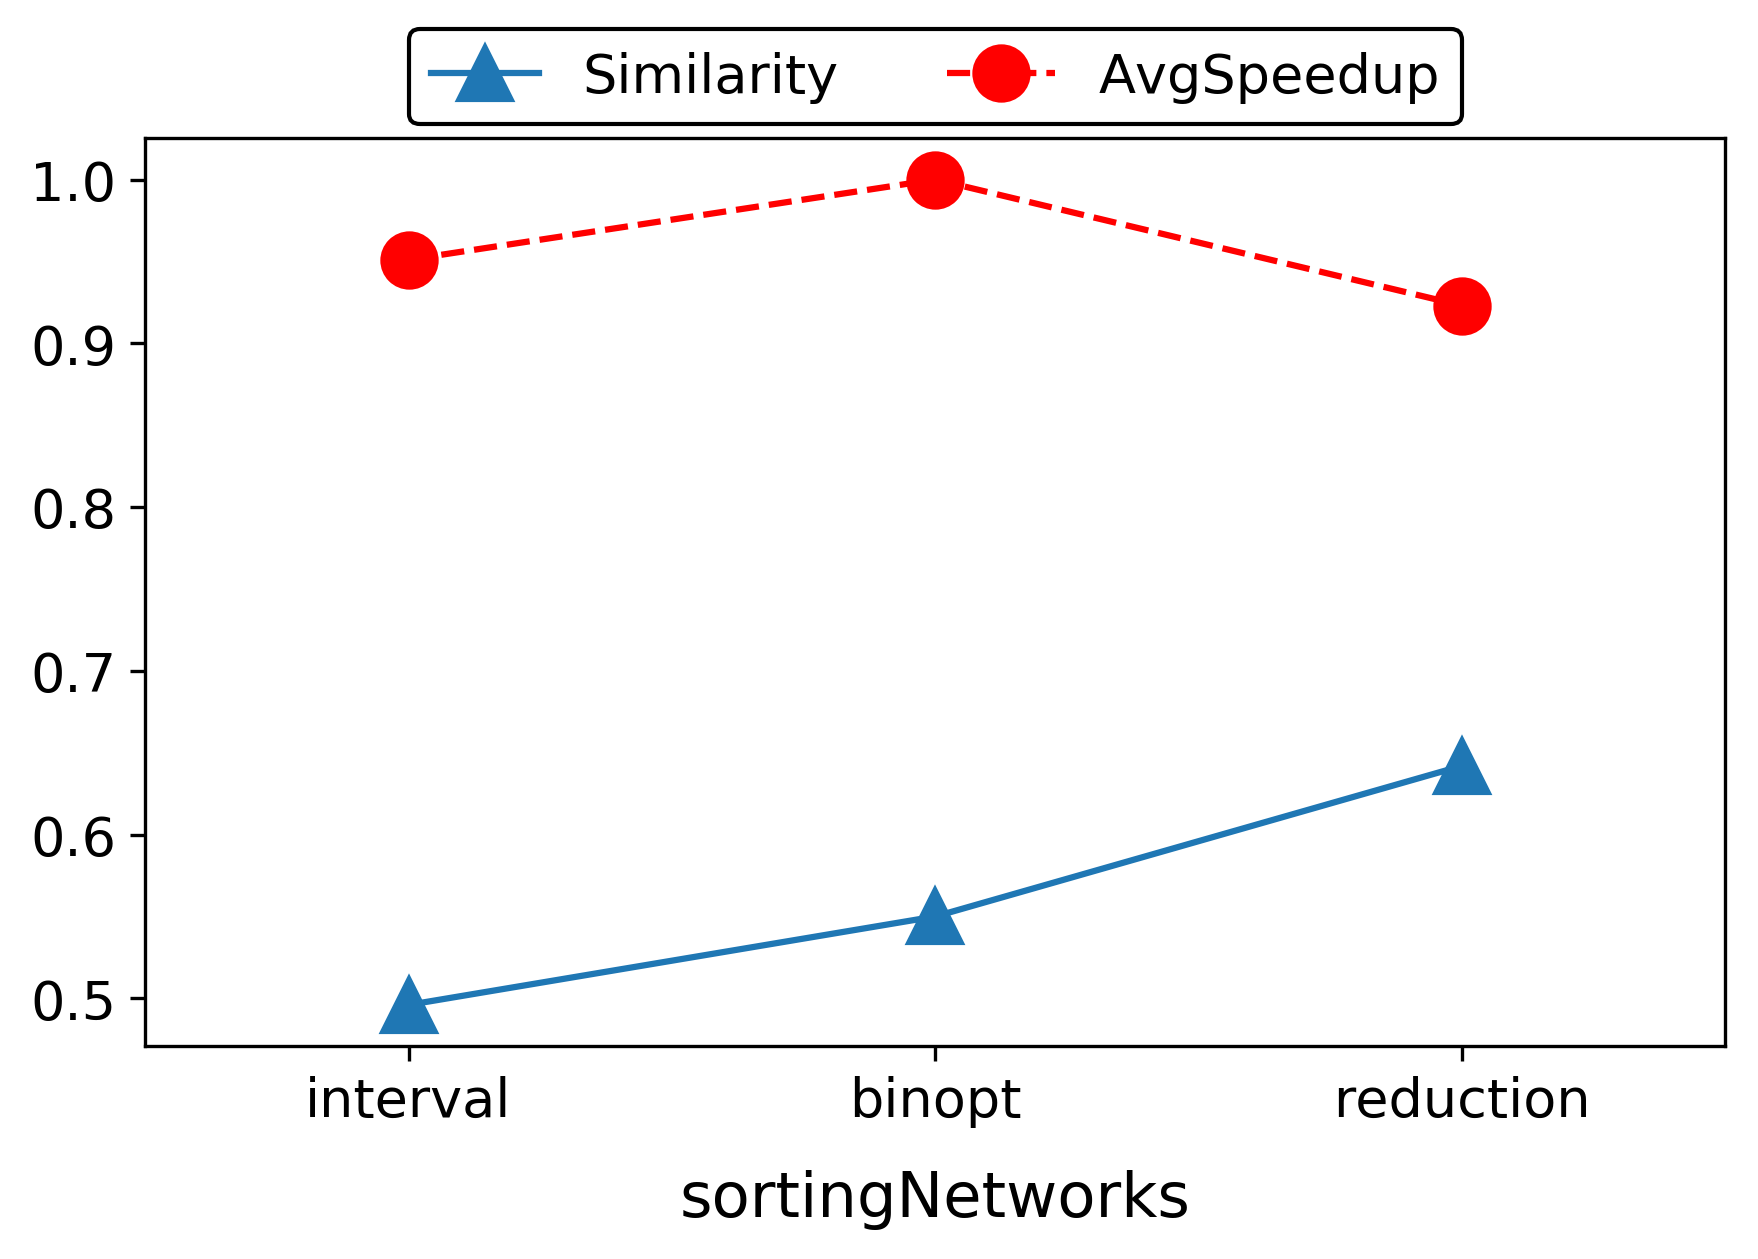 Similarity AvgSpeedup
1.0
0.9
0.8
0.7
0.6
0.5
interval binopt reduction
sortingNetworks